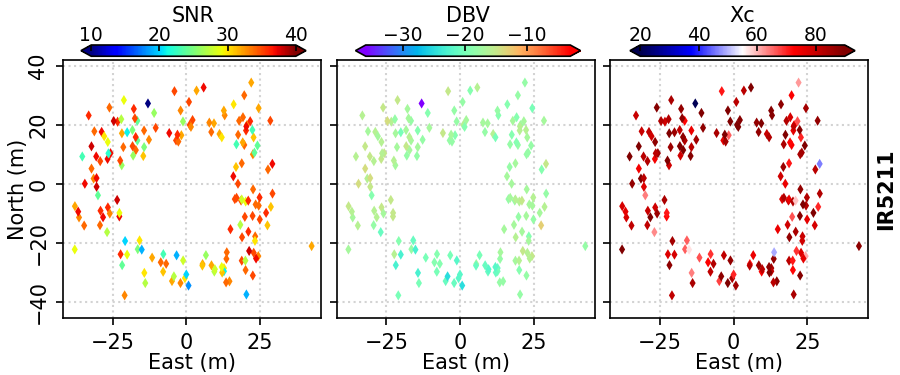 SNR DBV Xc
10 20 30 40 −30 −20 −10 20 40 60 80
40
20
0
−20
−40
North (m)
IR5211
−25 0 25 −25 0 25 −25 0 25
East (m) East (m) East (m)